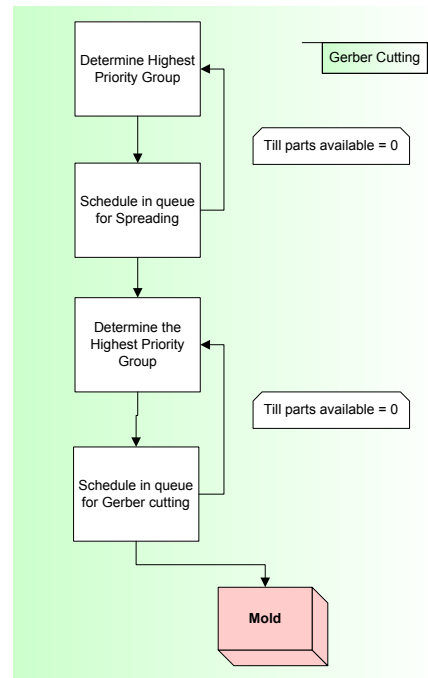 Determine Highest
Priority Group
Gerber Cutting
Till parts available = 0
Schedule in queue
for Spreading
Determine the
Highest Priority
Group
Till parts available = 0
Schedule in queue
for Gerber cutting
Mold